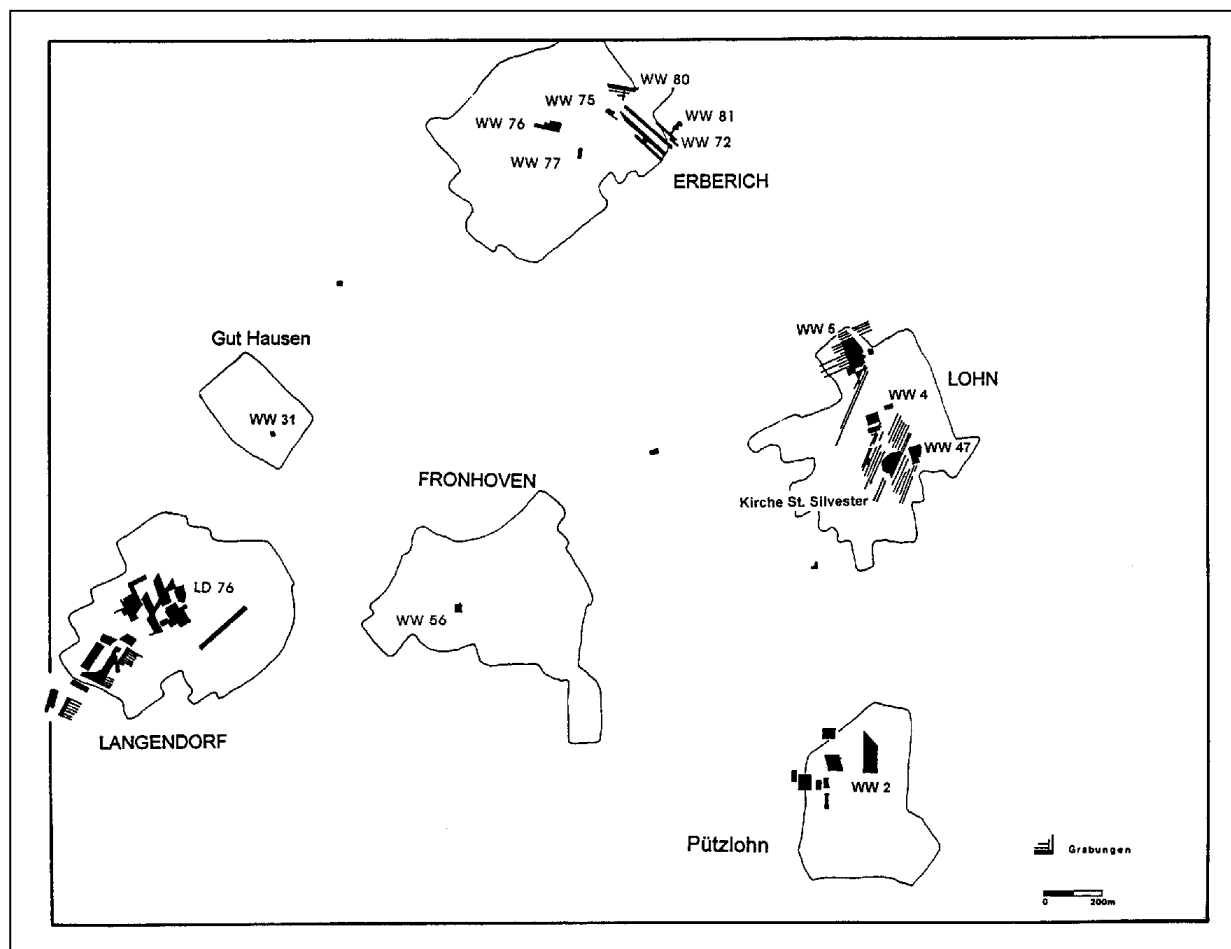 WW 80
WW 75
WW 81
WW 76
WW 72
WW 77
ERBERICH
Gut Hausen
WW 5
LOHN
WW 4
WW 31
WW 47
FRONHOVEN
Kirche St. Silvester
LD 76
WW 56
LANGENDORF
WW 2
Pützlohn
Grabungen
0 200m